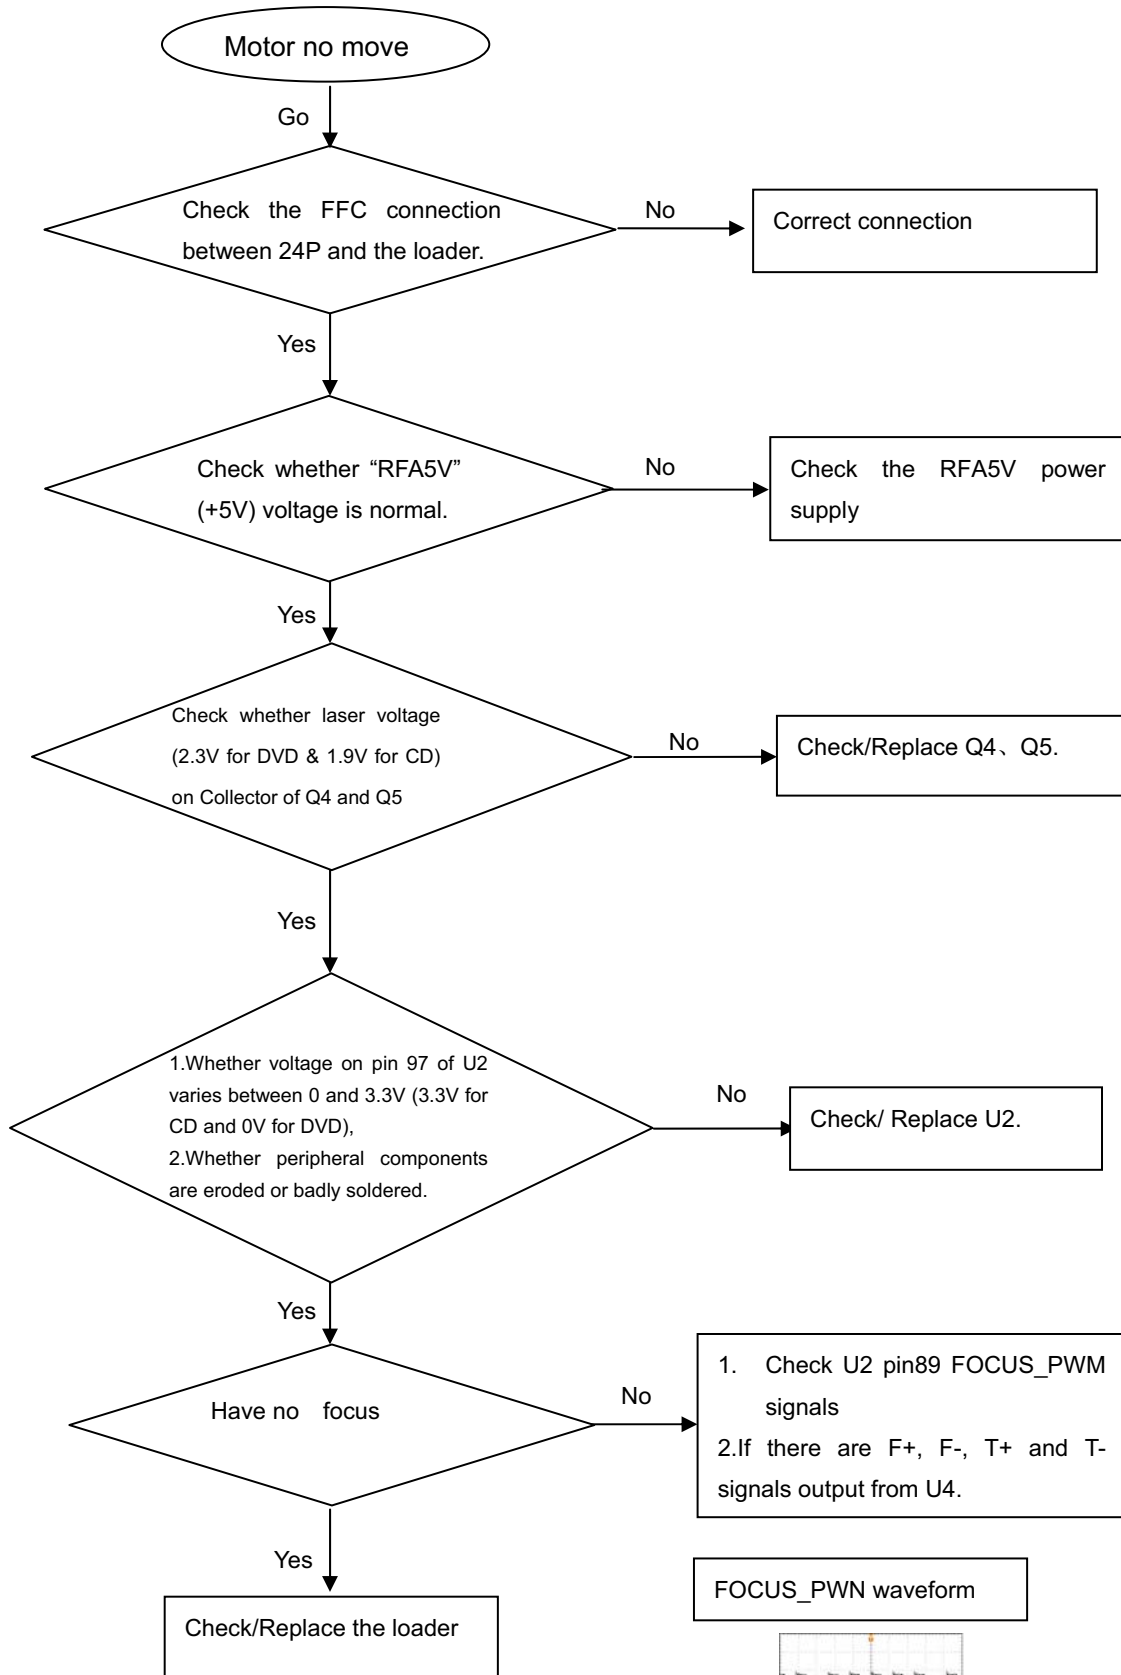 Motor no move
Go
Check the FFC connection
between 24P and the loader.
No
Correct connection
Yes
Check whether “RFA5V”
(+5V) voltage is normal.
No
Check the RFA5V power
supply
Yes
Check whether laser voltage
(2.3V for DVD & 1.9V for CD)
on Collector of Q4 and Q5
No
Check/Replace Q4、Q5.
Yes
1.Whether voltage on pin 97 of U2
varies between 0 and 3.3V (3.3V for
CD and 0V for DVD),
2.Whether peripheral components
are eroded or badly soldered.
No
Check/ Replace U2.
Yes
Have no focus
No
1. Check U2 pin89 FOCUS_PWM
signals
2.If there are F+, F-, T+ and T-
signals output from U4.
Yes
Check/Replace the loader
FOCUS_PWN waveform